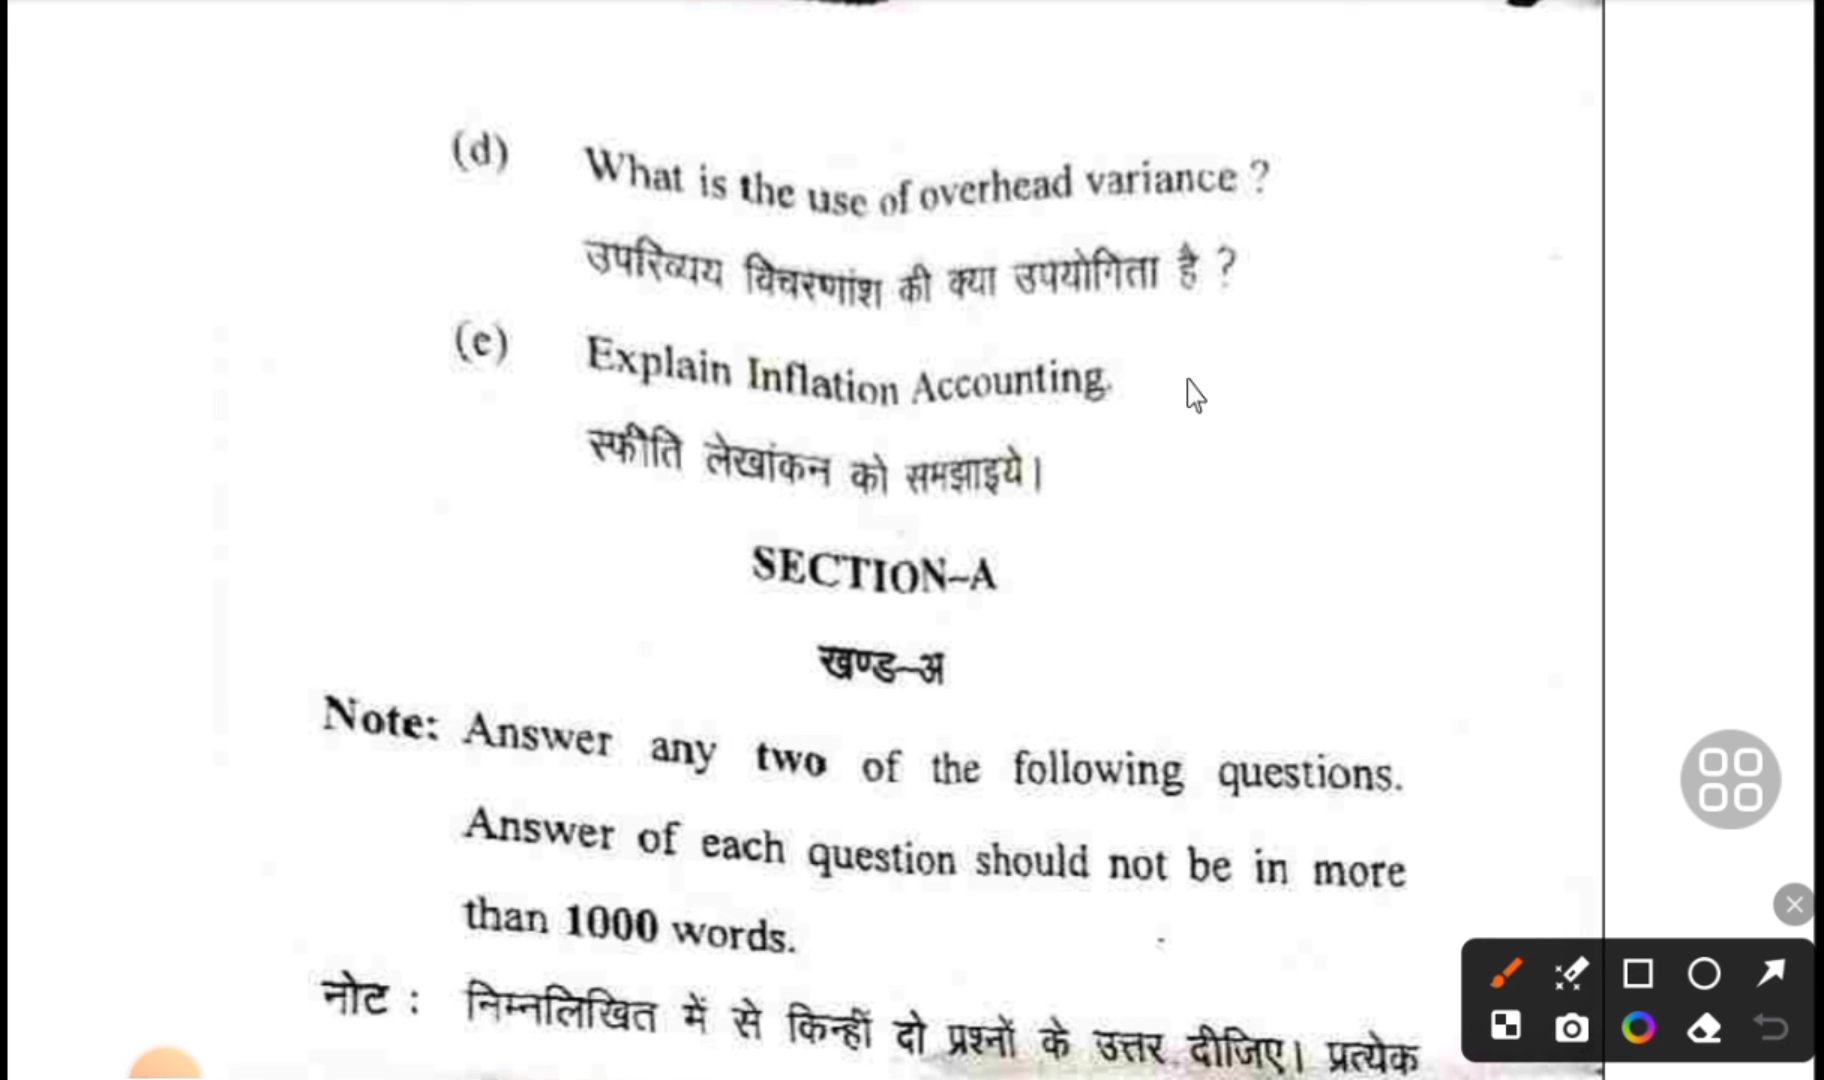 (d) What is the use of overhead variance ?
उपरिव्यय विचरणांश की क्या उपयोगिता है ?
(e) Explain Inflation Accounting.
स्फीति लेखांकन को समझाइये।
SECTION–A
खण्ड–अ
Note: Answer any two of the following questions.
Answer of each question should not be in more
than 1000 words.
नोट : निम्नलिखित में से किन्हीं दो प्रश्नों के उत्तर दीजिए। प्रत्येक